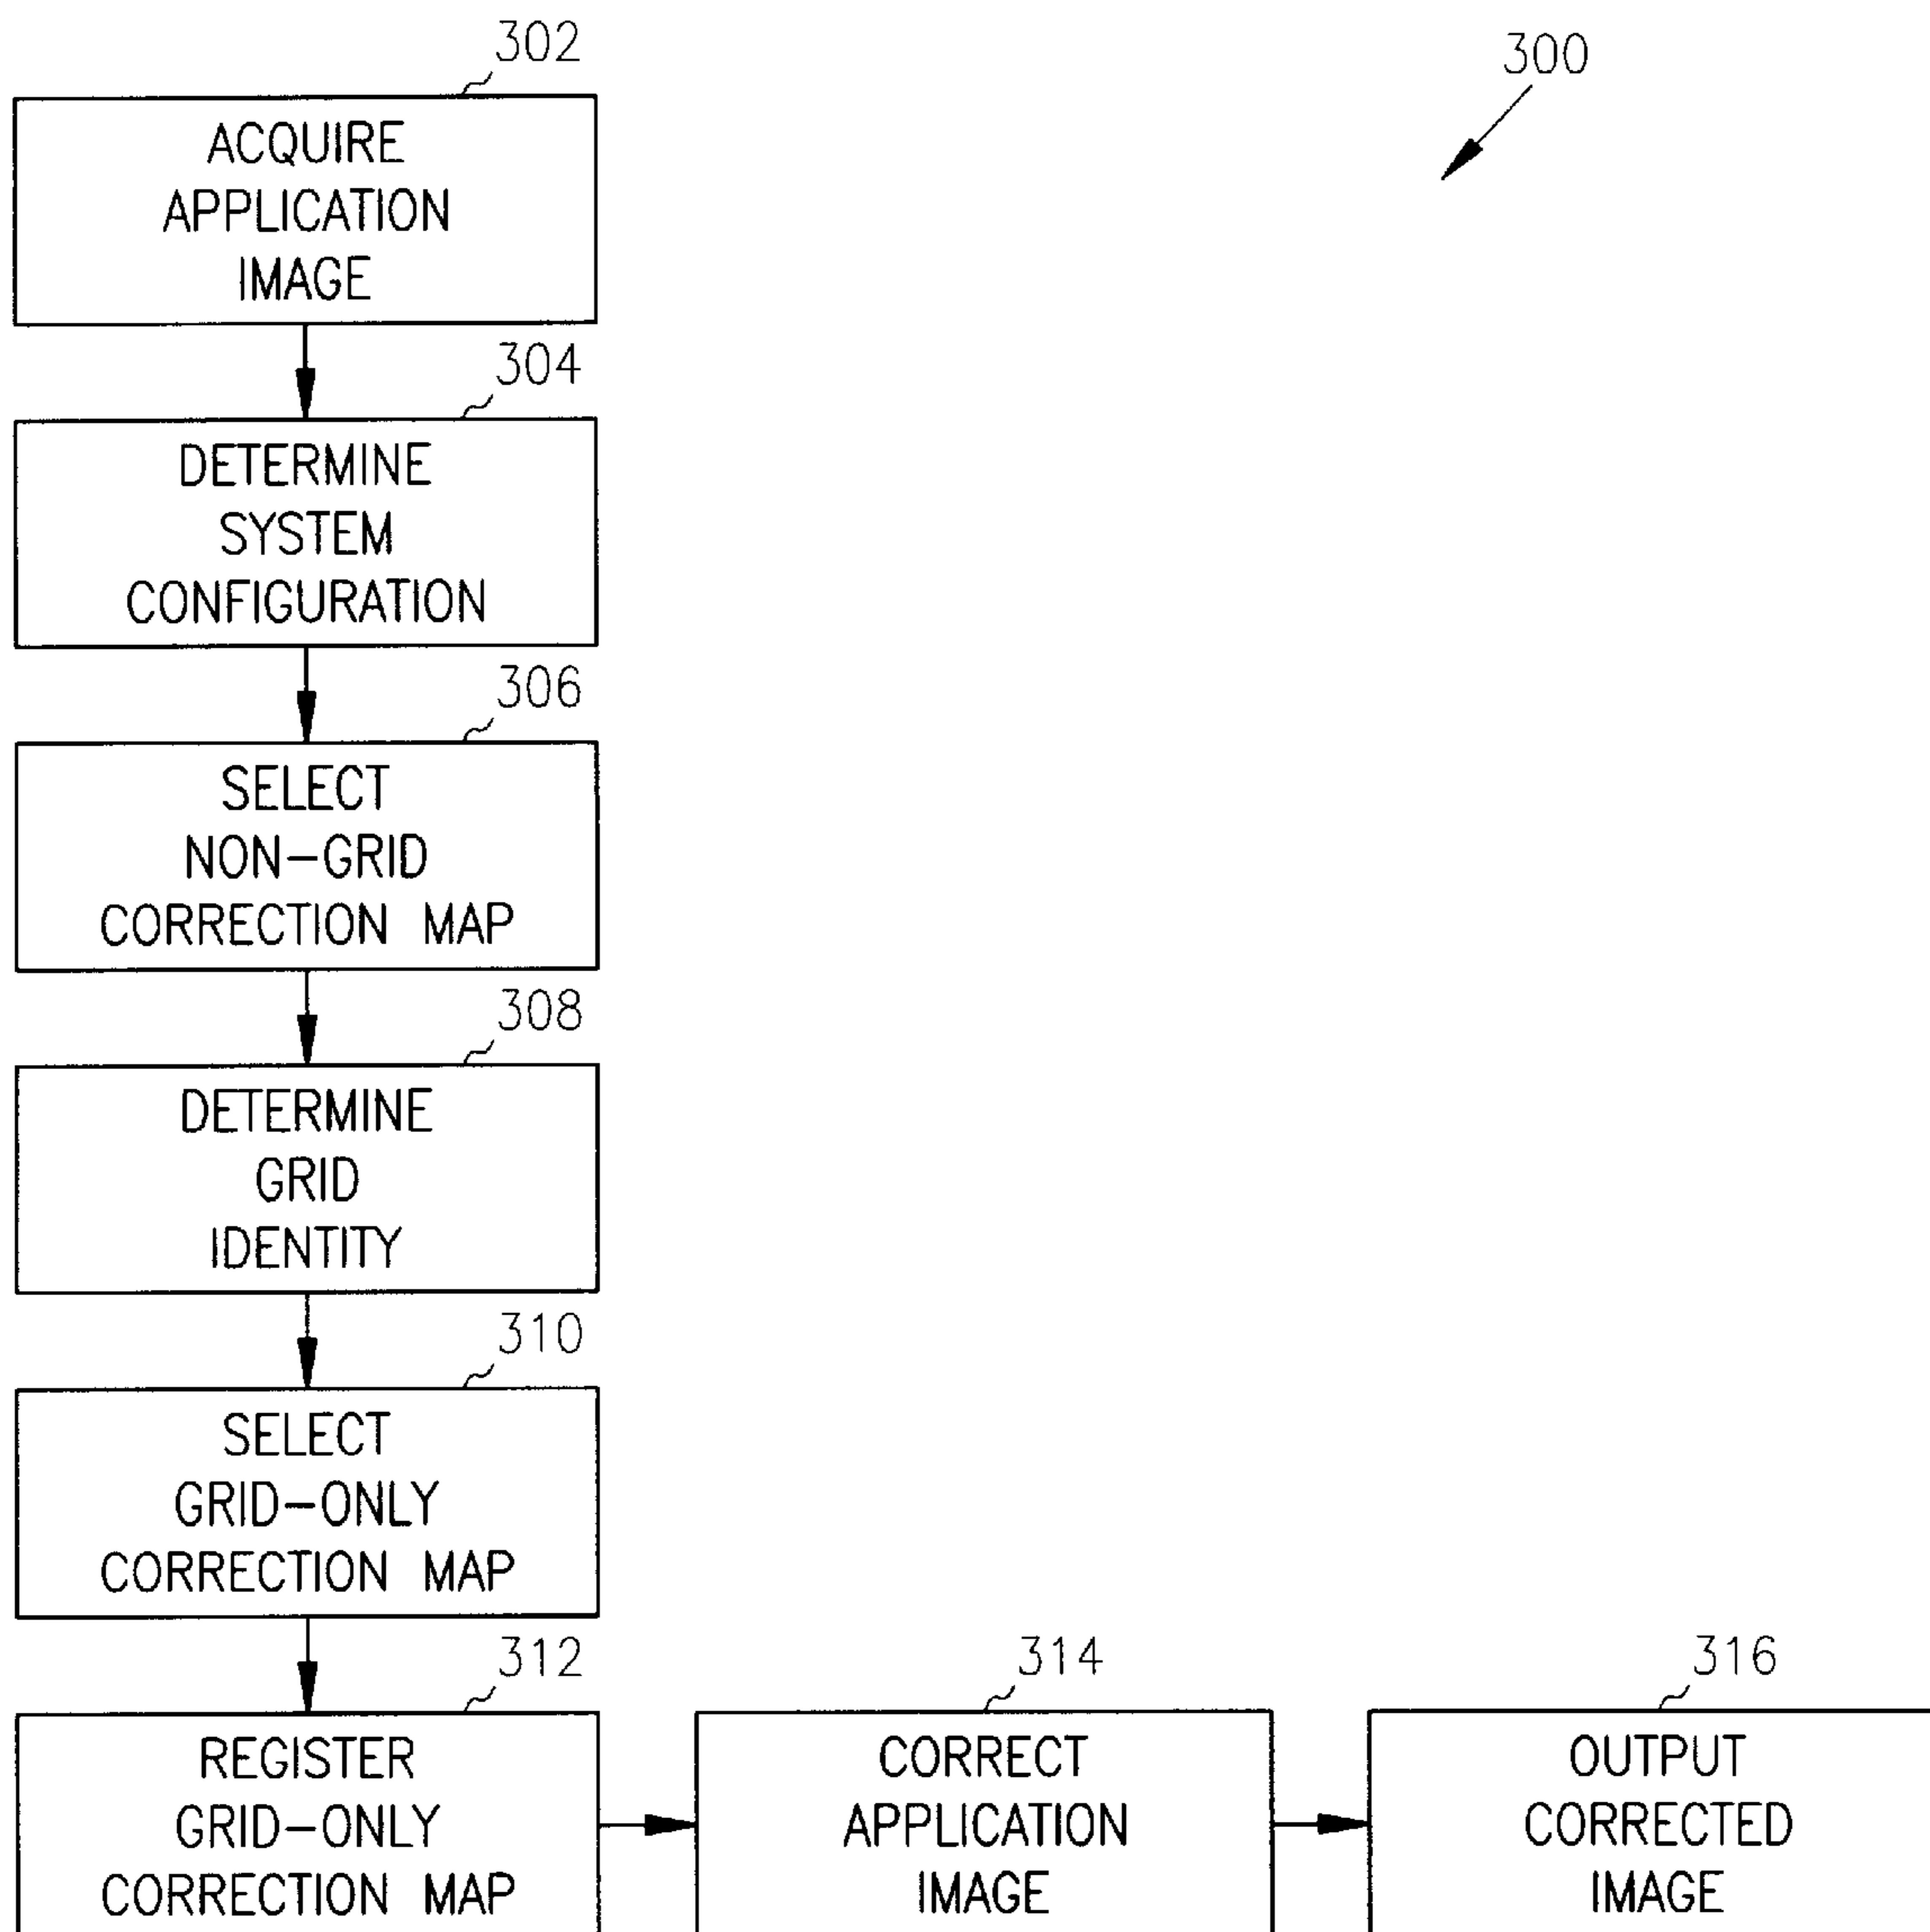 302
300
ACQUIRE
APPLICATION
IMAGE
304
DETERMINE
SYSTEM
CONFIGURATION
306
SELECT
NON-GRID
CORRECTION MAP
308
DETERMINE
GRID
IDENTITY
310
SELECT
GRID-ONLY
CORRECTION MAP
312
REGISTER
GRID-ONLY
CORRECTION MAP
314
CORRECT
APPLICATION
IMAGE
316
OUTPUT
CORRECTED
IMAGE